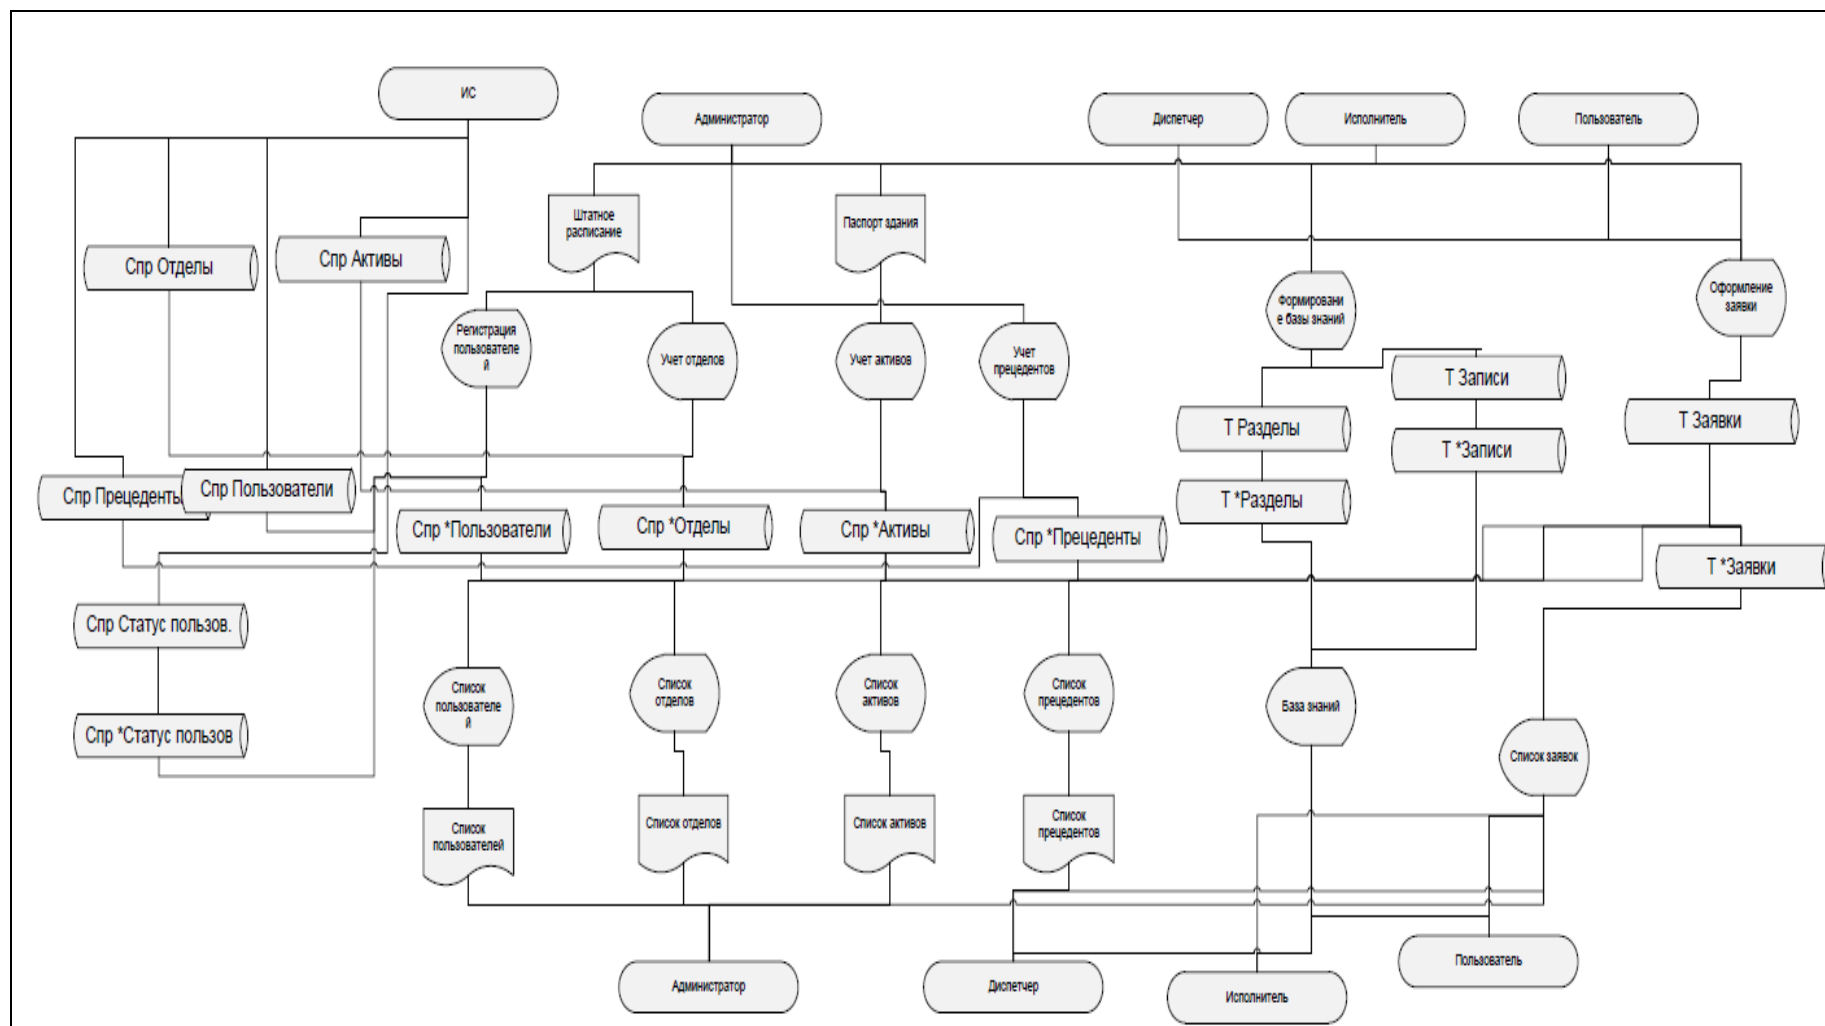 ИС
Администратор
Диспетчер
Исполнитель
Пользователь
Штатное
расписание
Паспорт здания
Спр Отделы
Спр Активы
Формировани
е базы знаний
Оформление
заявки
Регистрация
пользователе
й
Учет отделов
Учет активов
Учет
прецедентов
Т Записи
Т Разделы
Т Заявки
Т *Записи
Спр Прецеденты
Спр Пользователи
Т *Разделы
Спр *Пользователи
Спр *Отделы
Спр *Активы
Спр *Прецеденты
Т *Заявки
Спр Статус пользов.
Список
пользователе
й
Список
отделов
Список
активов
Список
прецедентов
База знаний
Спр *Статус пользов
Список заявок
Список
пользователей
Список отделов
Список активов
Список
прецедентов
Администратор
Диспетчер
Исполнитель
Пользователь